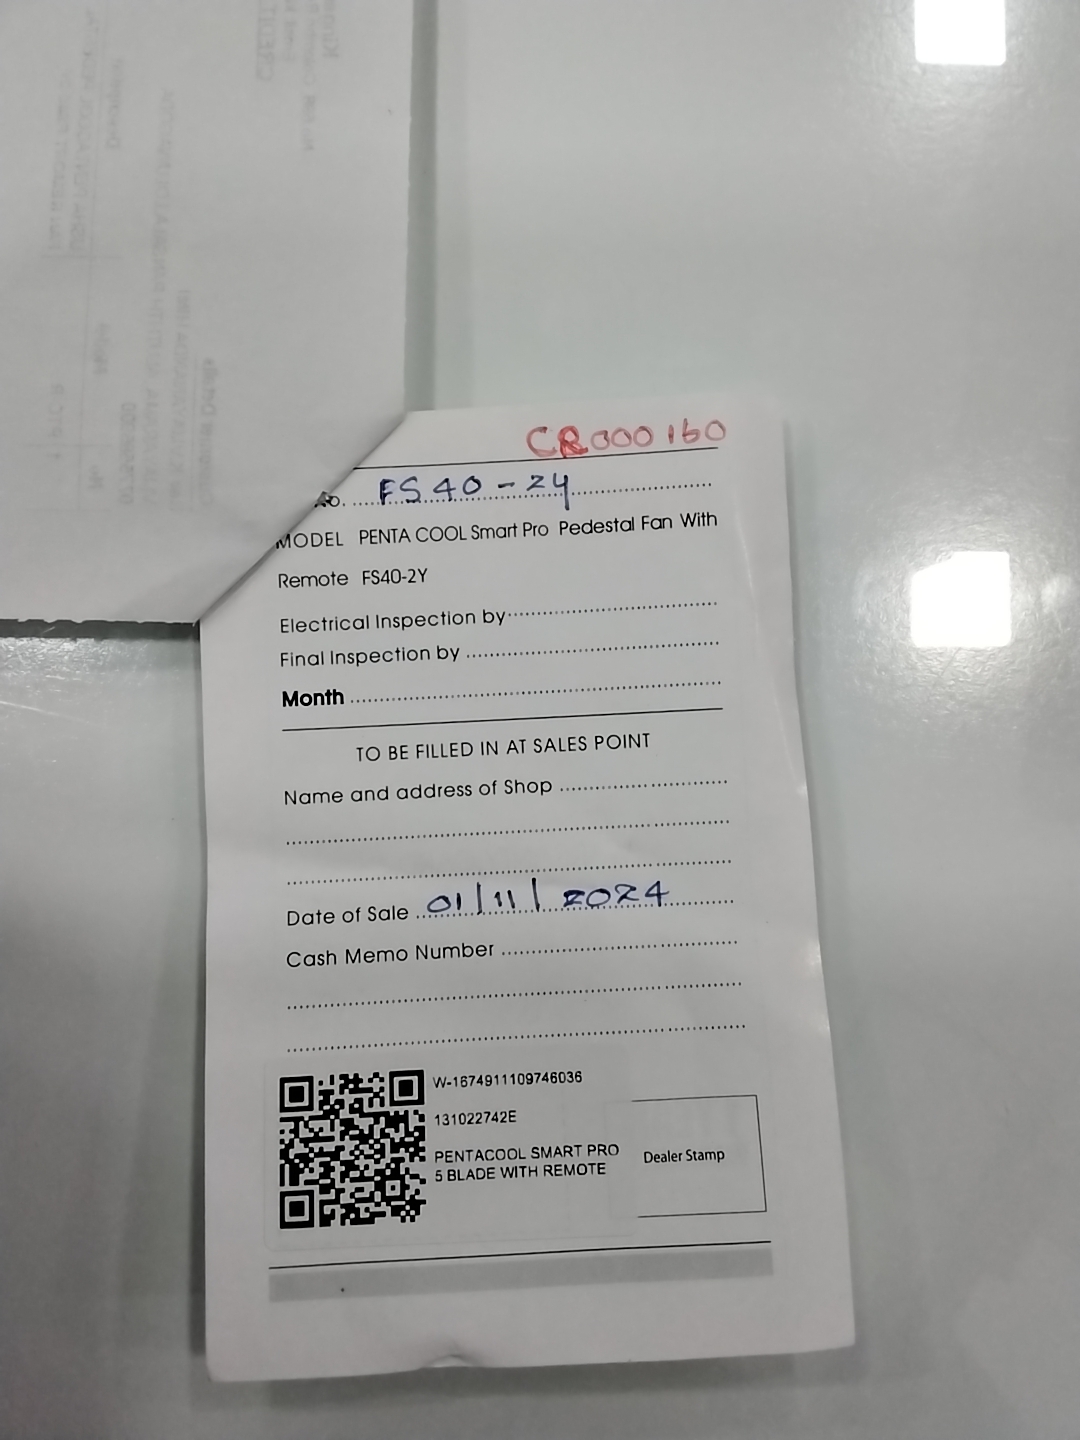 CR000160
No. FS40-24
MODEL PENTA COOL Smart Pro Pedestal Fan With
Remote FS40-2Y
Electrical Inspection by
Final Inspection by
Month
TO BE FILLED IN AT SALES POINT
Name and address of Shop
Date of Sale 01/11/2024
Cash Memo Number
W-1674911109746036
131022742E
PENTACOOL SMART PRO
5 BLADE WITH REMOTE
Dealer Stamp